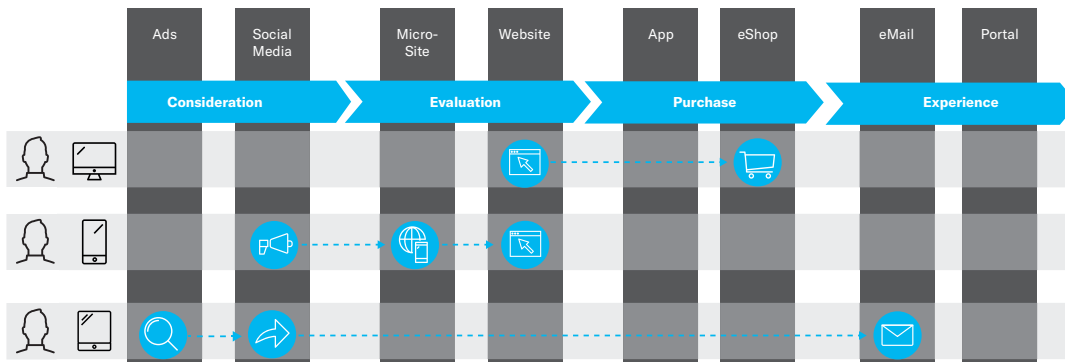 Ads
Social
Media
Micro-
Site
Website
App
eShop
eMail
Portal
Consideration
Evaluation
Purchase
Experience